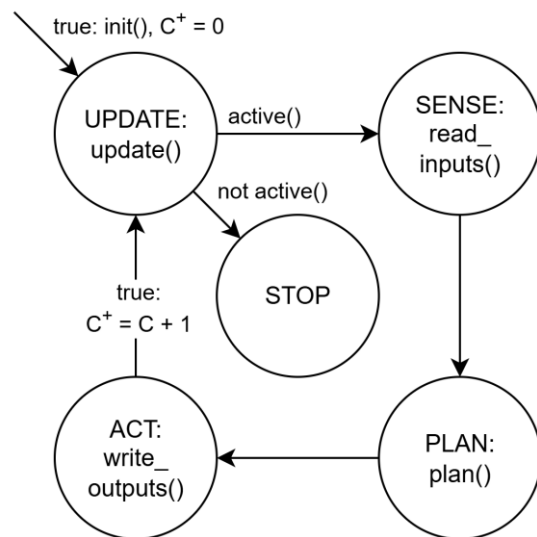 true: init(), C⁺ = 0
UPDATE:
update()
active()
SENSE:
read_
inputs()
not active()
STOP
true:
C⁺ = C + 1
ACT:
write_
outputs()
PLAN:
plan()